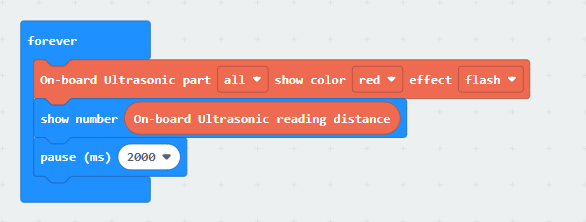 forever
On-board Ultrasonic part all show color red effect flash
show number On-board Ultrasonic reading distance
pause (ms) 2000